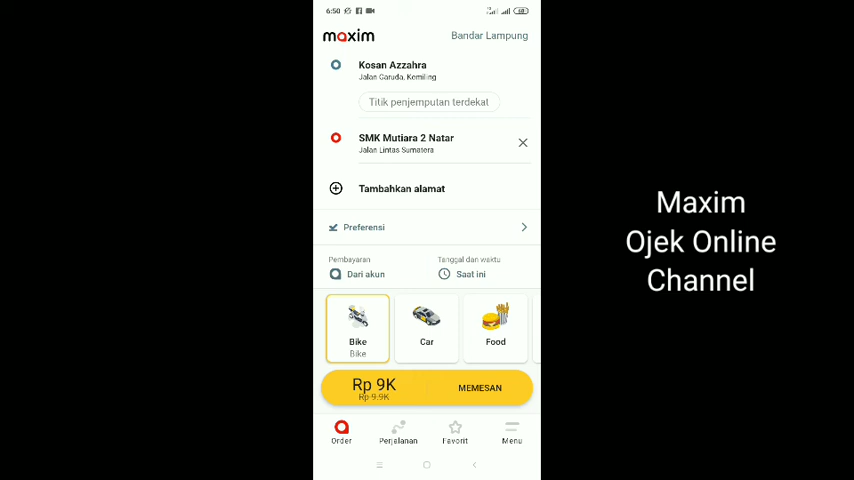 6:50
60
maxim
Bandar Lampung
Kosan Azzahra
Jalan Garuda, Kemiling
Titik penjemputan terdekat
SMK Mutiara 2 Natar
Jalan Lintas Sumatera
Tambahkan alamat
Preferensi
Pembayaran
Tanggal dan waktu
Dari akun
Saat ini
Bike
Car
Food
Bike
Rp 9K
MEMESAN
Rp 9.9K
Order
Perjalanan
Favorit
Menu
Maxim
Ojek Online
Channel